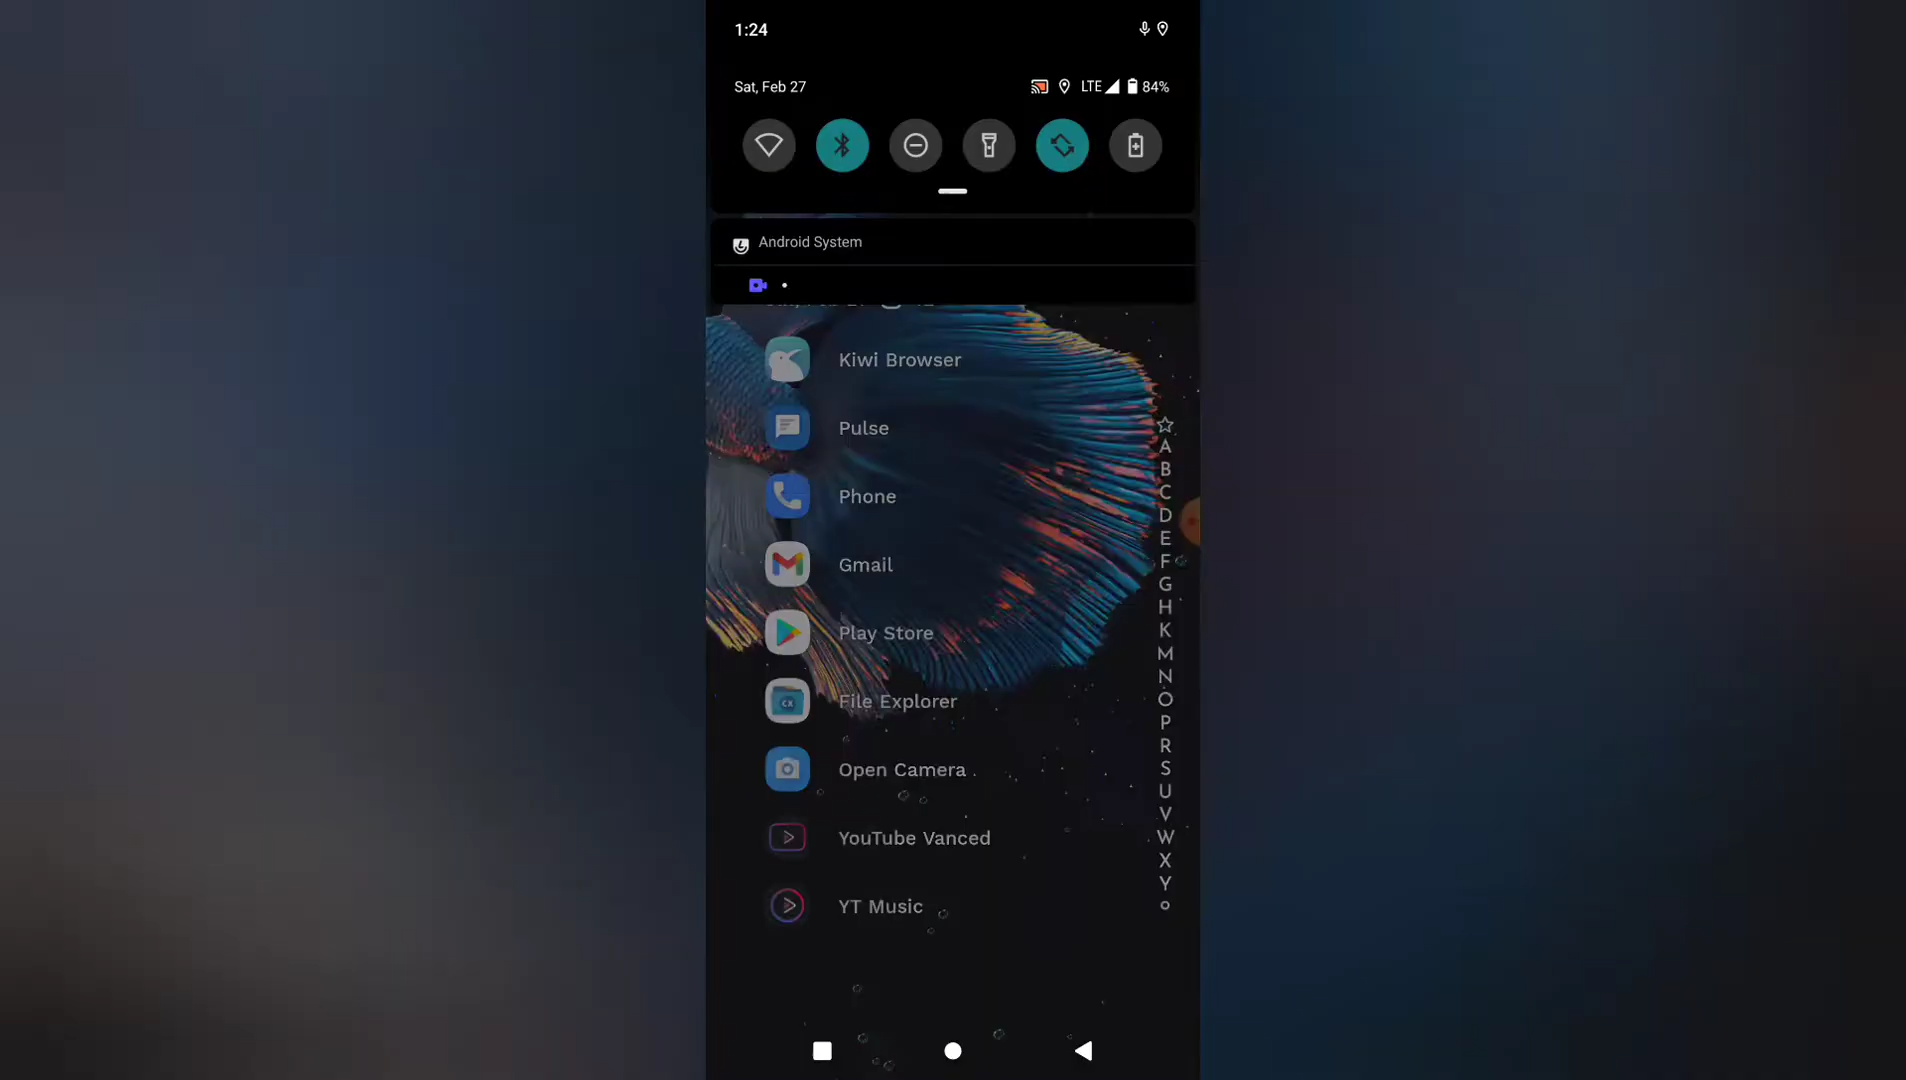 1:24
Sat, Feb 27
LTE 84%
Android System
Kiwi Browser
Pulse
Phone
Gmail
Play Store
File Explorer
Open Camera
YouTube Vanced
YT Music
A
B
C
D
E
F
G
H
K
M
N
O
P
R
S
U
V
W
X
Y